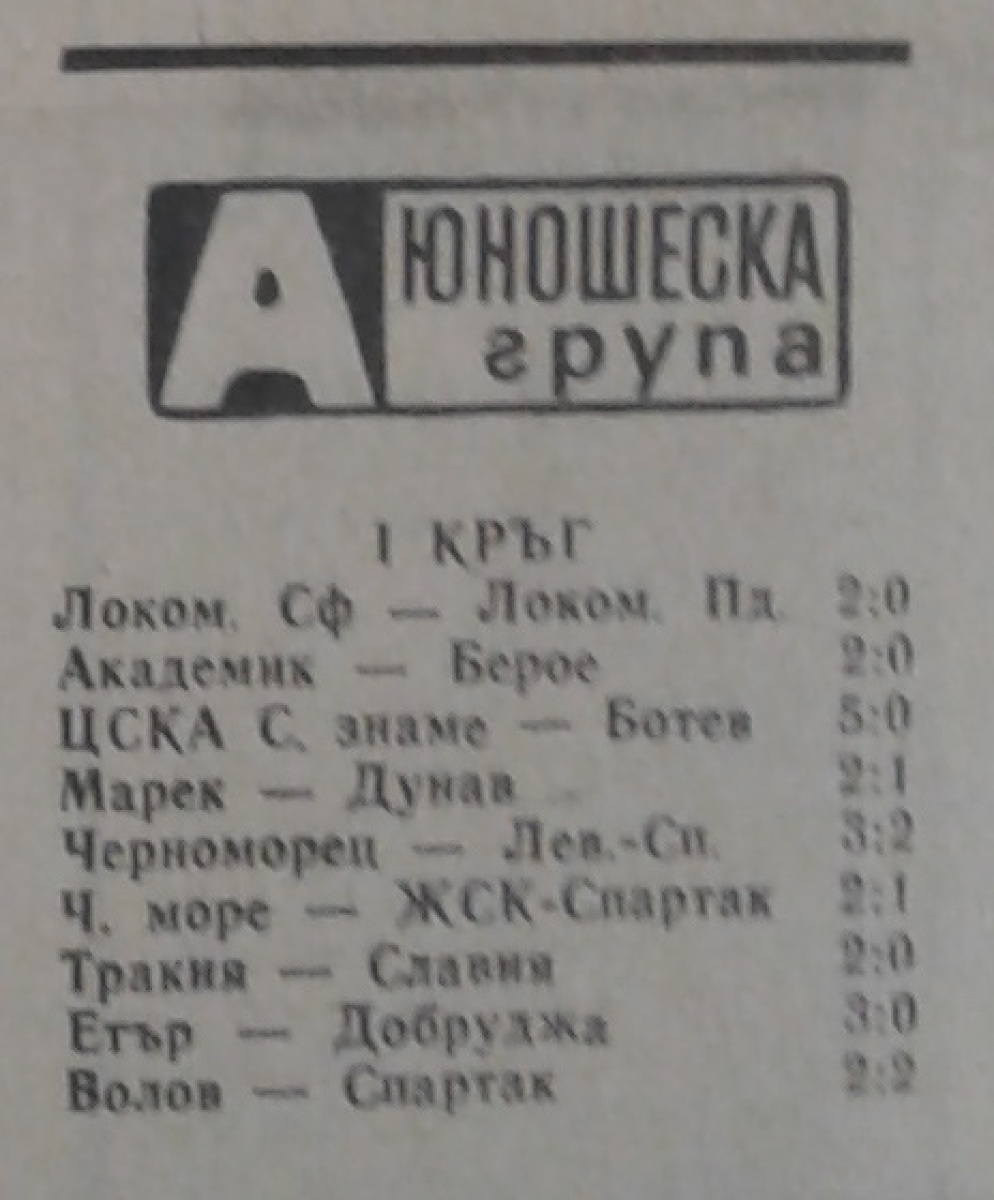 А ЮНОШЕСКА
група
I КРЪГ
Локом. Сф — Локом. Пд. 2:0
Академик — Берое 2:0
ЦСКА С. знаме — Ботев 5:0
Марек — Дунав 2:1
Черноморец — Лев.-Сп. 3:2
Ч. море — ЖСК-Спартак 2:1
Тракия — Славия 2:0
Етър — Добруджа 3:0
Волов — Спартак 2:2